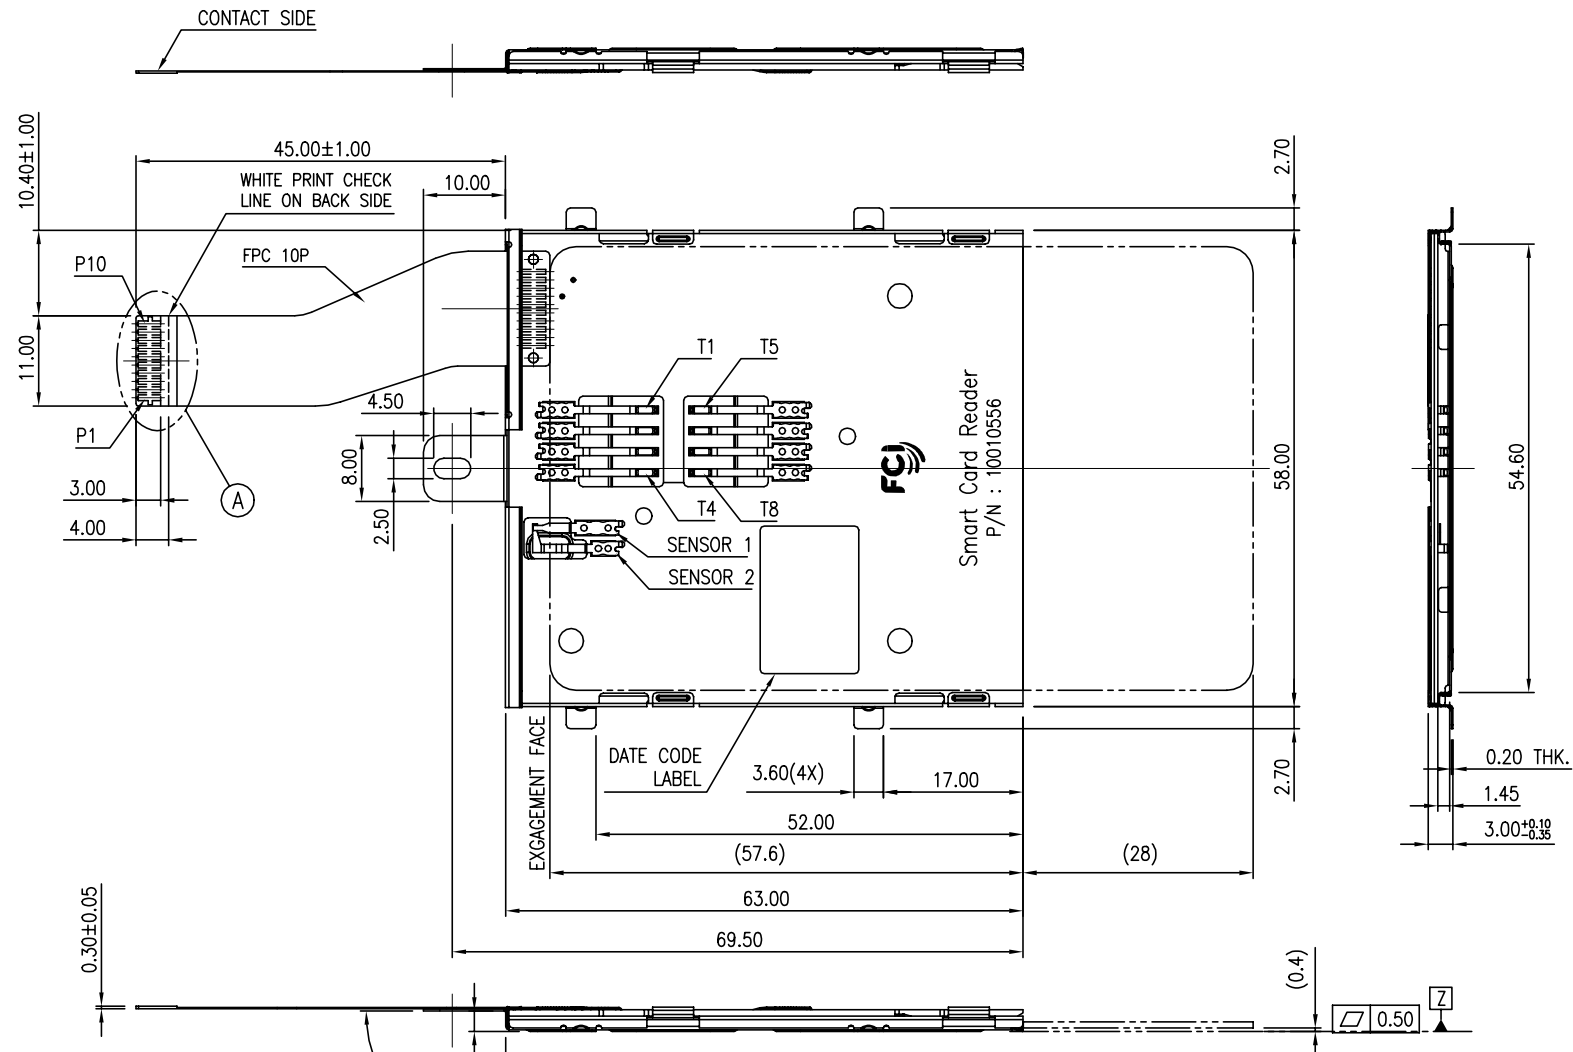 CONTACT SIDE
10.40±1.00
45.00±1.00
2.70
WHITE PRINT CHECK
LINE ON BACK SIDE
10.00
P10
FPC 10P
11.00
T1
T5
4.50
P1
8.00
Smart Card Reader
P/N : 10010556
FCI
58.00
54.60
3.00
A
4.00
2.50
T4
T8
SENSOR 1
SENSOR 2
EXGAGEMENT FACE
DATE CODE
LABEL
3.60(4X)
17.00
2.70
0.20 THK.
1.45
52.00
3.00+0.10
-0.35
(57.6)
(28)
63.00
0.30±0.05
69.50
(0.4)
Z
0.50